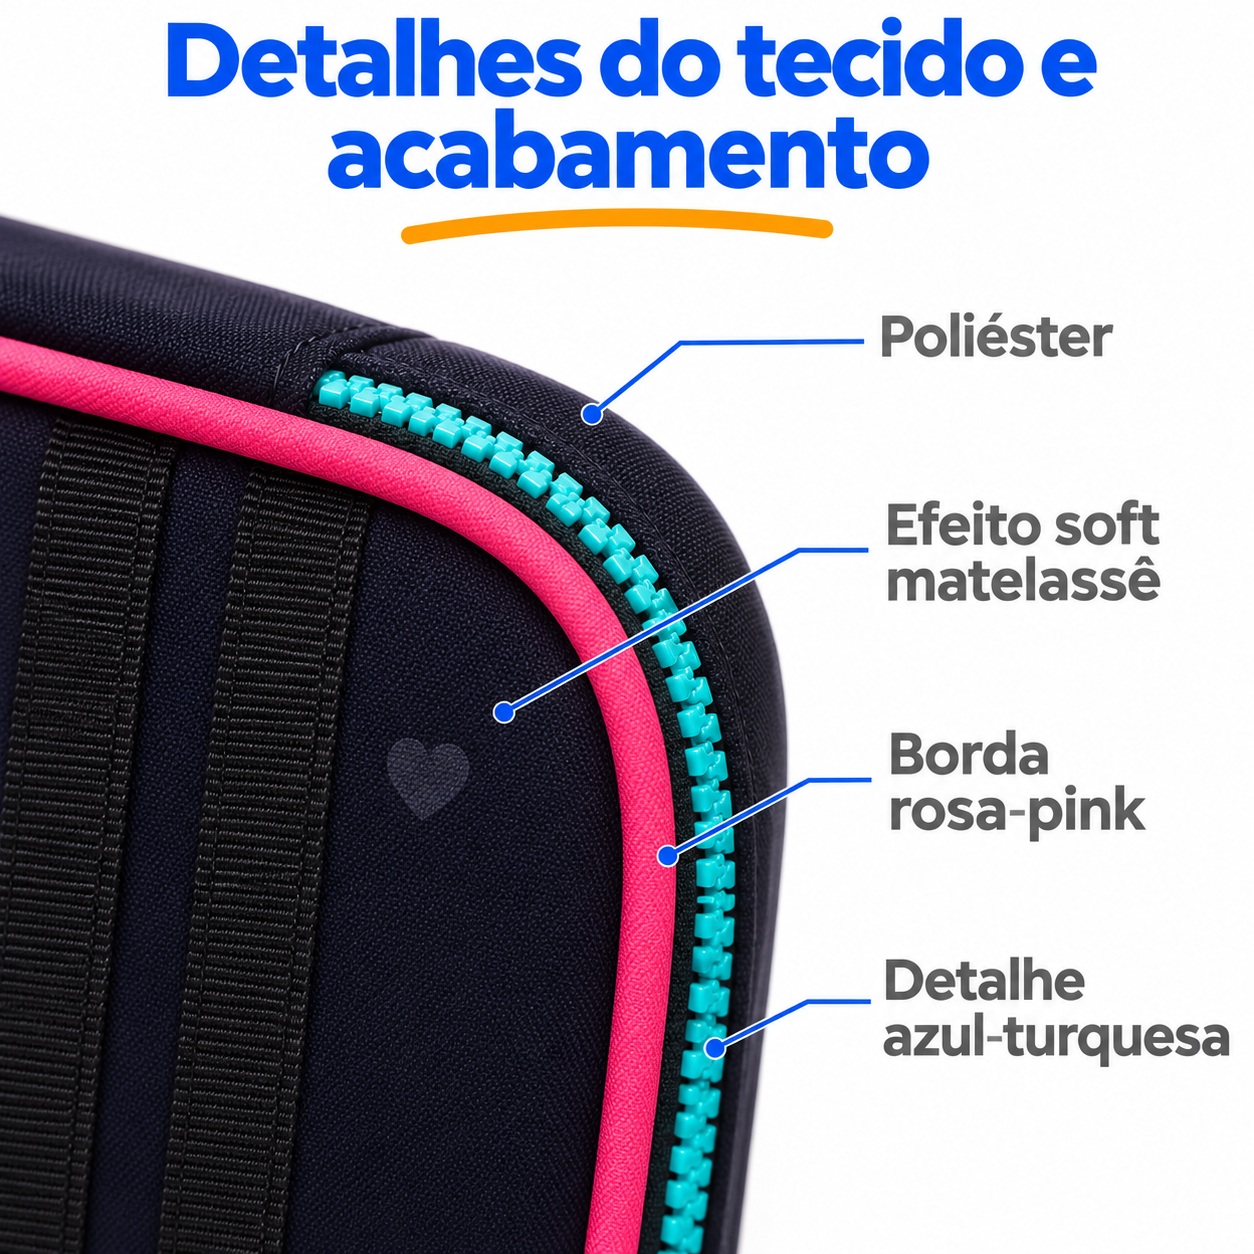 Detalhes do tecido e
acabamento
Poliéster
Efeito soft
matelassê
Borda
rosa-pink
Detalhe
azul-turquesa